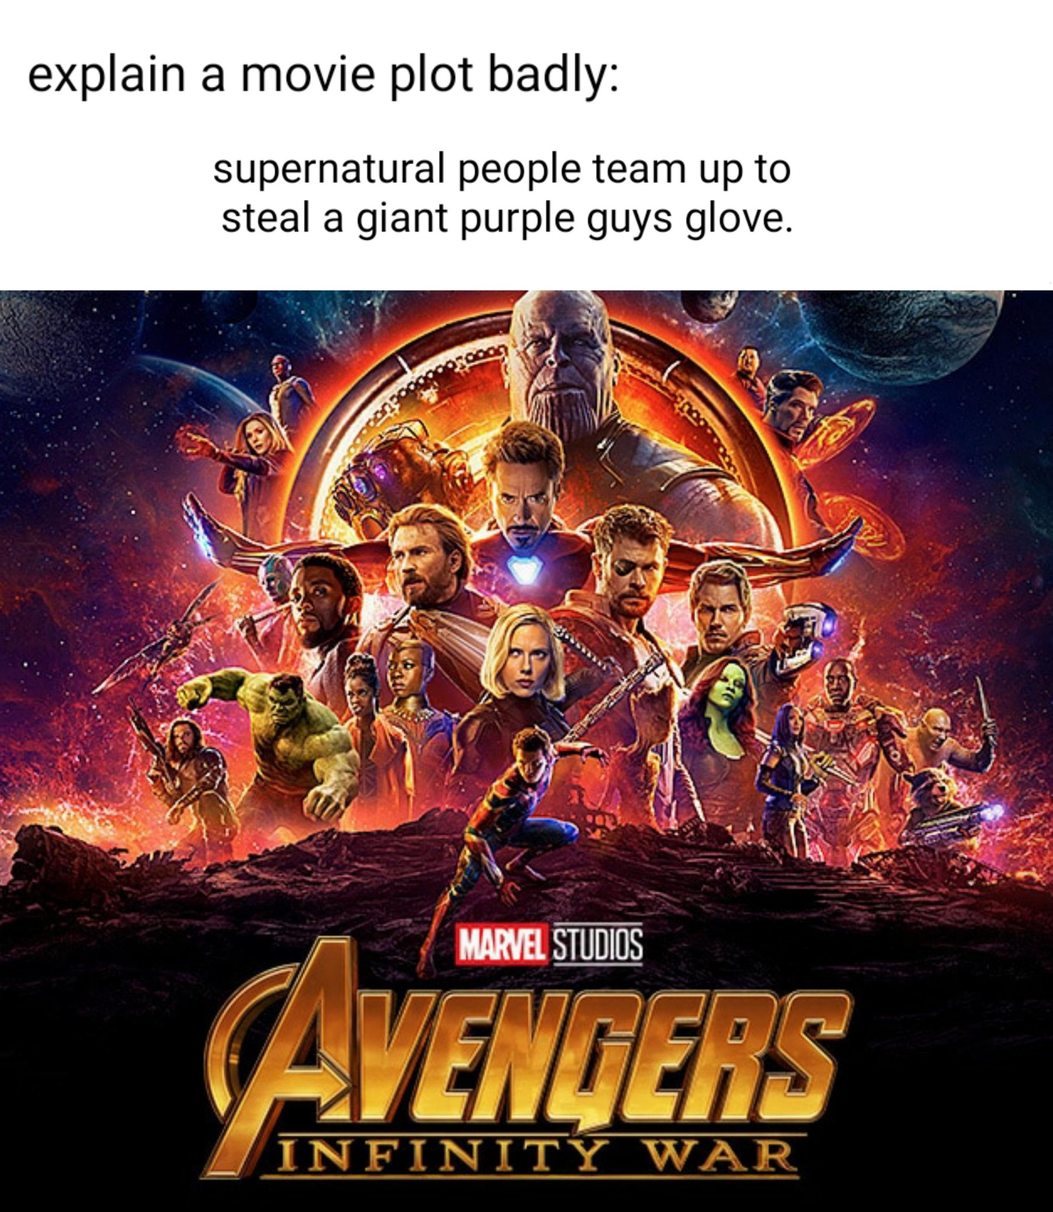 explain a movie plot badly:
supernatural people team up to
steal a giant purple guys glove.
MARVEL STUDIOS
AVENGERS
INFINITY WAR